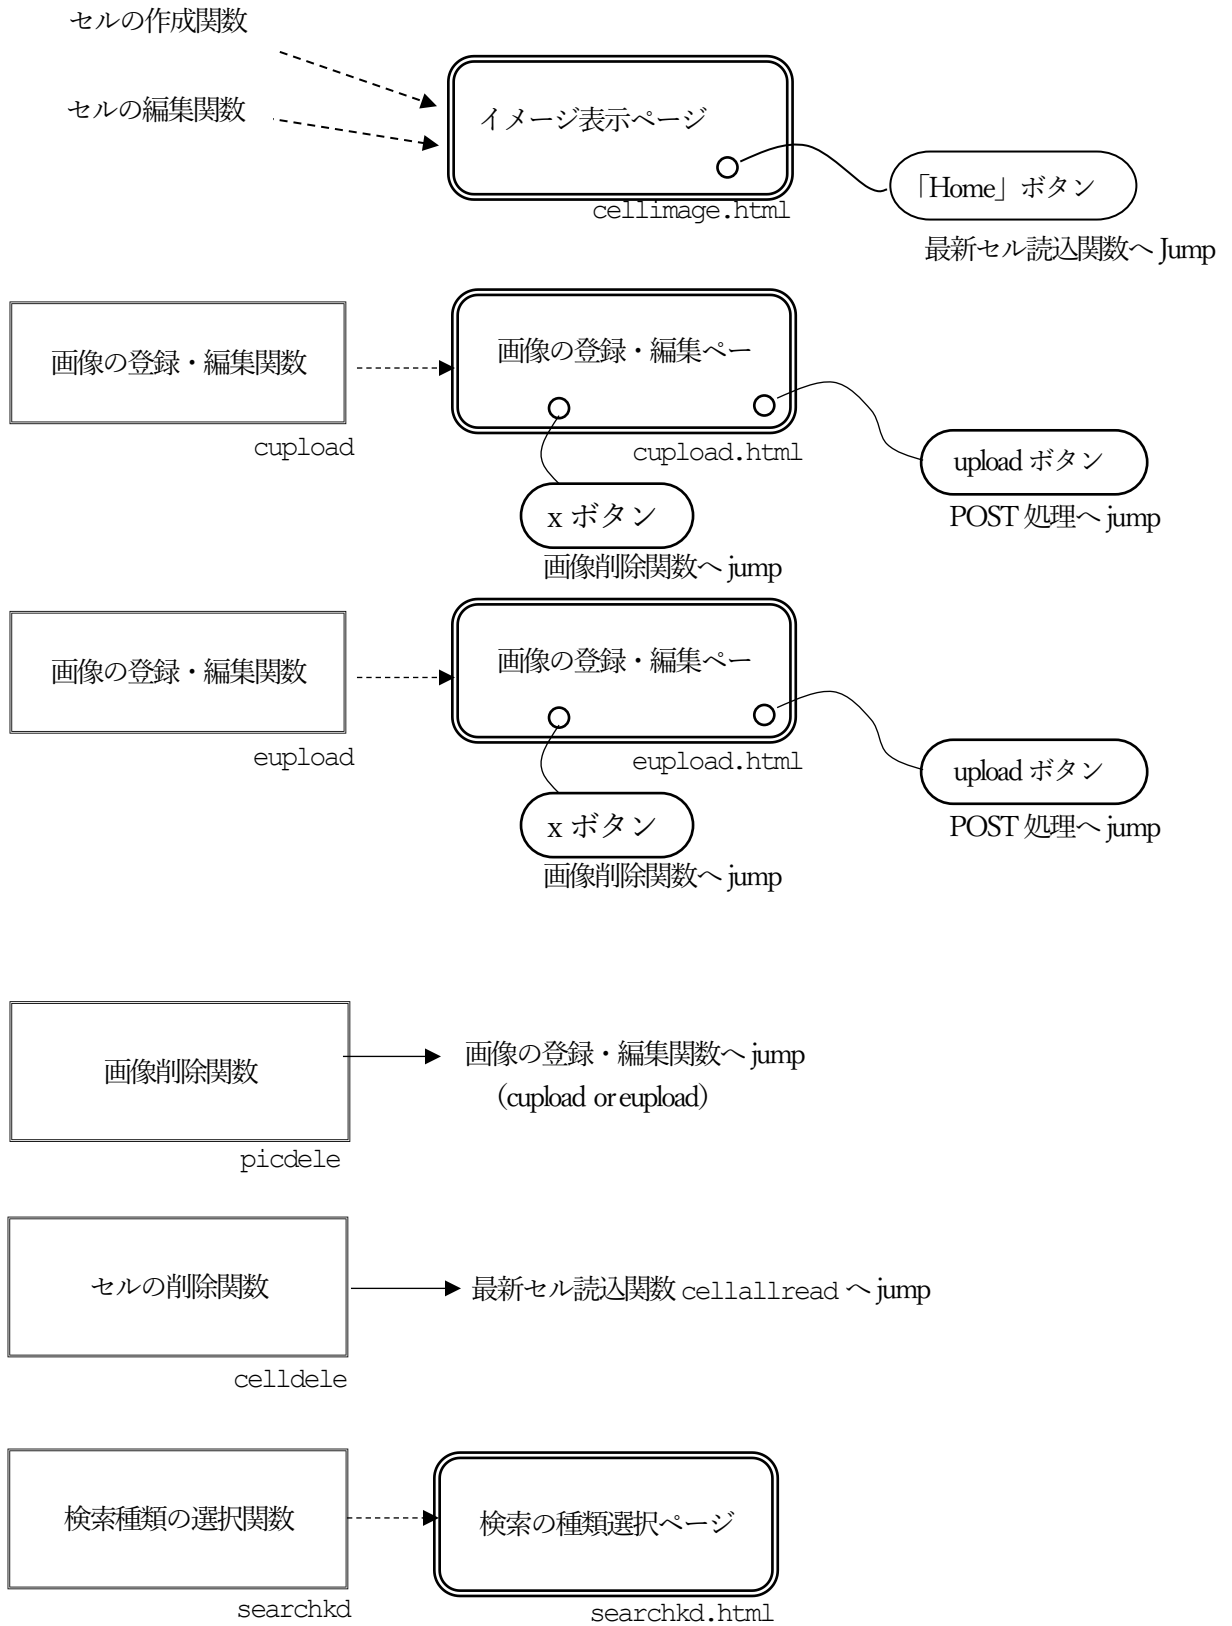 セルの作成関数
セルの編集関数
イメージ表示ページ
「Home」ボタン
cellimage.html
最新セル読込関数へ Jump
画像の登録・編集関数
画像の登録・編集ペー
cupload
cupload.html
upload ボタン
x ボタン
POST 処理へ jump
画像削除関数へ jump
画像の登録・編集関数
画像の登録・編集ペー
eupload
eupload.html
upload ボタン
x ボタン
POST 処理へ jump
画像削除関数へ jump
画像削除関数
画像の登録・編集関数へ jump
（cupload or eupload）
picdele
セルの削除関数
最新セル読込関数 cellallread へ jump
celldele
検索種類の選択関数
検索の種類選択ページ
searchkd
searchkd.html